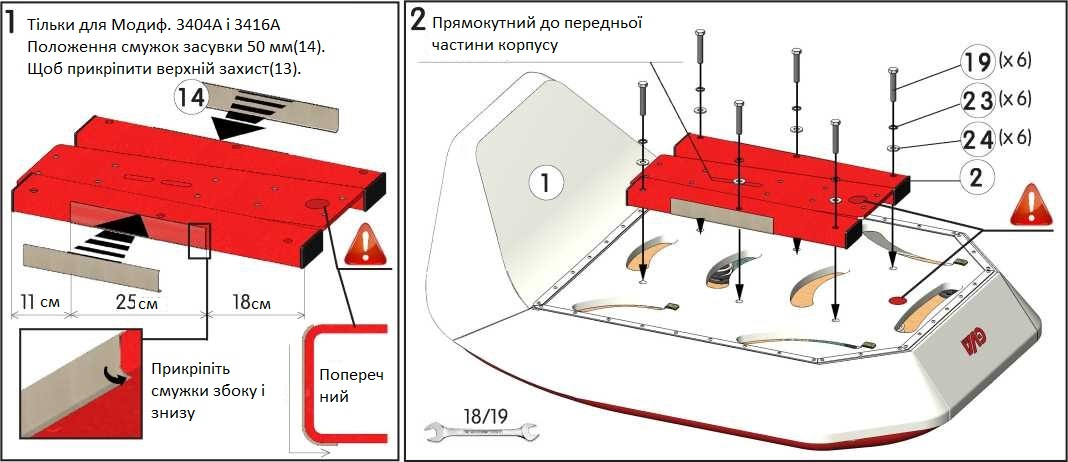 1 Тільки для Модиф. 3404А і 3416А
Положення смужок засувки 50 мм(14).
Щоб прикріпити верхній захист(13).
14
11 см
25см
18см
Прикріпіть
смужки збоку і
знизу
Попереч
ний
2 Прямокутний до передньої
частини корпусу
19 (x 6)
23 (x 6)
24 (x 6)
2
1
18/19